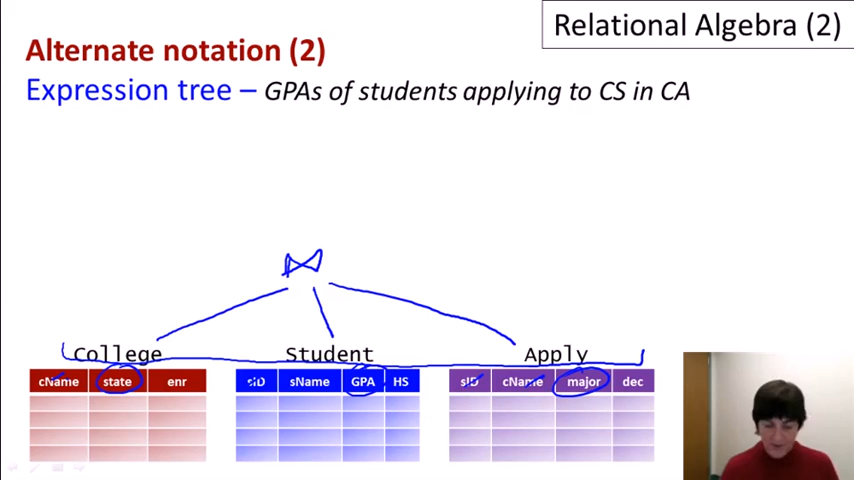 Relational Algebra (2)
Alternate notation (2)
Expression tree – GPAs of students applying to CS in CA
⋈
College Student Apply
cName state enr sID sName GPA HS sID cName major dec